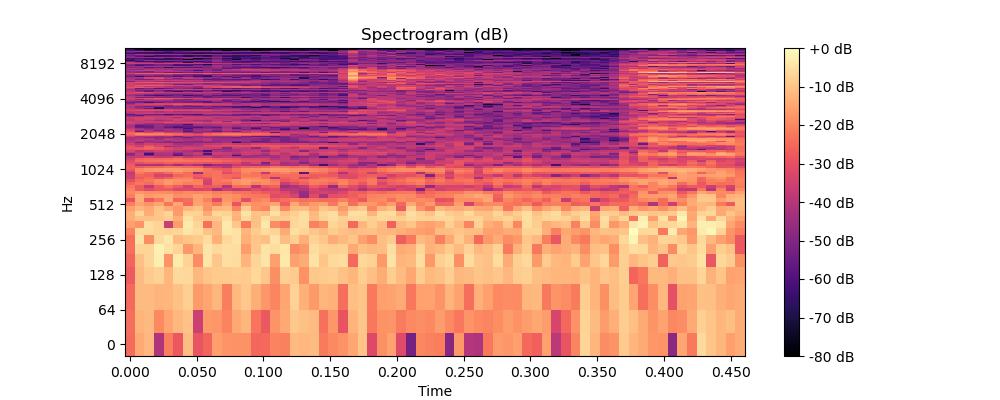 Spectrogram (dB)
Hz
8192
4096
2048
1024
512
256
128
64
0
0.000 0.050 0.100 0.150 0.200 0.250 0.300 0.350 0.400 0.450
Time
+0 dB
-10 dB
-20 dB
-30 dB
-40 dB
-50 dB
-60 dB
-70 dB
-80 dB